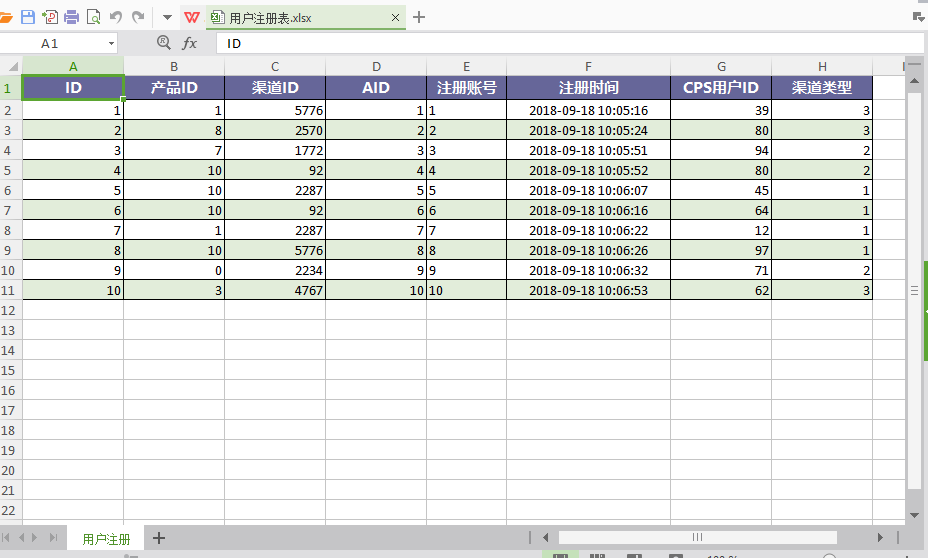 用户注册表.xlsx
A1 fx ID
A B C D E F G H
1 ID 产品ID 渠道ID AID 注册账号 注册时间 CPS用户ID 渠道类型
2 1 1 5776 1 1 2018-09-18 10:05:16 39 3
3 2 8 2570 2 2 2018-09-18 10:05:24 80 3
4 3 7 1772 3 3 2018-09-18 10:05:51 94 2
5 4 10 92 4 4 2018-09-18 10:05:52 80 2
6 5 10 2287 5 5 2018-09-18 10:06:07 45 1
7 6 10 92 6 6 2018-09-18 10:06:16 64 1
8 7 1 2287 7 7 2018-09-18 10:06:22 12 1
9 8 10 5776 8 8 2018-09-18 10:06:26 97 1
10 9 0 2234 9 9 2018-09-18 10:06:32 71 2
11 10 3 4767 10 10 2018-09-18 10:06:53 62 3
12
13
14
15
16
17
18
19
20
21
22
用户注册